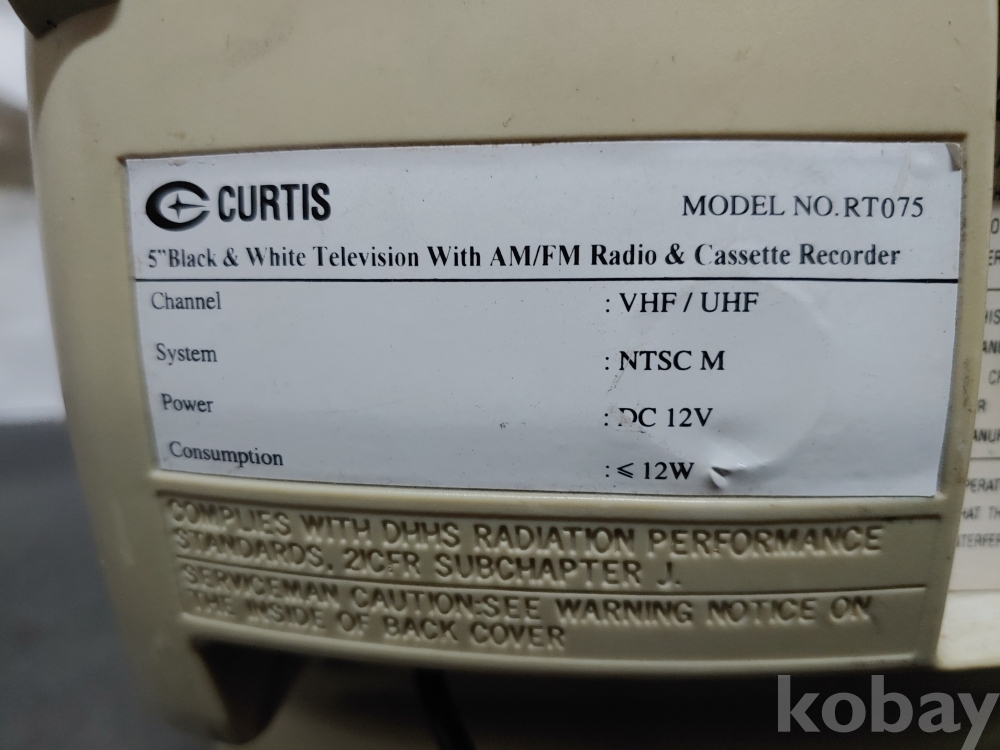 CURTIS
MODEL NO.RT075
5"Black & White Television With AM/FM Radio & Cassette Recorder
Channel : VHF / UHF
System : NTSC M
Power : DC 12V
Consumption : ≤ 12W
COMPLIES WITH DHHS RADIATION PERFORMANCE
STANDARDS, 21CFR SUBCHAPTER J.
SERVICEMAN CAUTION:SEE WARNING NOTICE ON
THE INSIDE OF BACK COVER
kobay